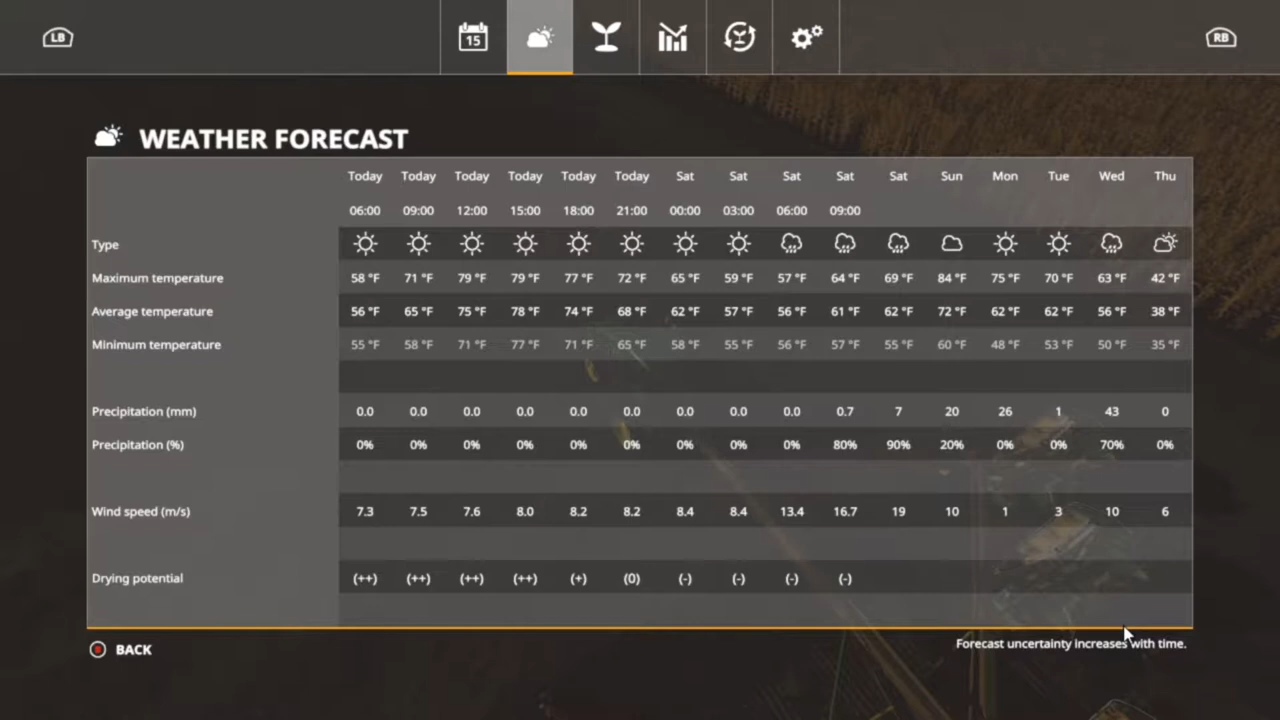 LB
15
RB
WEATHER FORECAST
Today Today Today Today Today Today Sat Sat Sat Sat Sat Sun Mon Tue Wed Thu
06:00 09:00 12:00 15:00 18:00 21:00 00:00 03:00 06:00 09:00
Type
Maximum temperature 58 °F 71 °F 79 °F 79 °F 77 °F 72 °F 65 °F 59 °F 57 °F 64 °F 69 °F 84 °F 75 °F 70 °F 63 °F 42 °F
Average temperature 56 °F 65 °F 75 °F 78 °F 74 °F 68 °F 62 °F 57 °F 56 °F 61 °F 62 °F 72 °F 62 °F 62 °F 56 °F 38 °F
Minimum temperature 55 °F 58 °F 71 °F 77 °F 71 °F 65 °F 58 °F 55 °F 56 °F 57 °F 55 °F 60 °F 48 °F 53 °F 50 °F 35 °F
Precipitation (mm) 0.0 0.0 0.0 0.0 0.0 0.0 0.0 0.0 0.0 0.7 7 20 26 1 43 0
Precipitation (%) 0% 0% 0% 0% 0% 0% 0% 0% 0% 80% 90% 20% 0% 0% 70% 0%
Wind speed (m/s) 7.3 7.5 7.6 8.0 8.2 8.2 8.4 8.4 13.4 16.7 19 10 1 3 10 6
Drying potential (++) (++) (++) (++) (+) (0) (-) (-) (-) (-)
BACK
Forecast uncertainty increases with time.